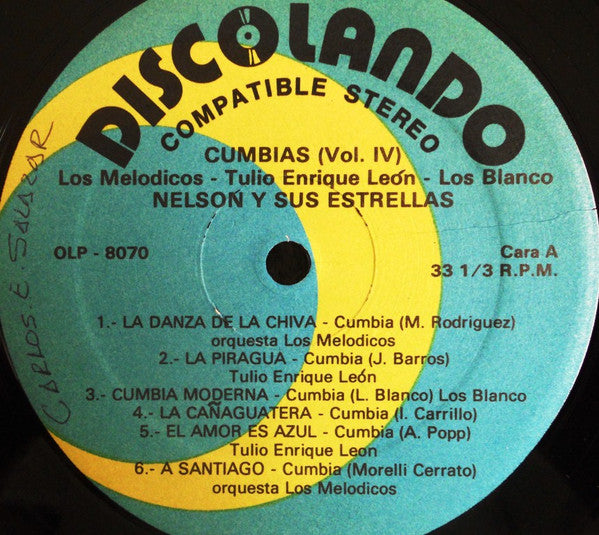 DISCOLANDO
COMPATIBLE STEREO
CUMBIAS (Vol. IV)
Los Melodicos - Tulio Enrique León - Los Blanco
NELSON Y SUS ESTRELLAS
OLP - 8070
Cara A
33 1/3 R.P.M.
1.- LA DANZA DE LA CHIVA - Cumbia (M. Rodriguez)
orquesta Los Melodicos
2.- LA PIRAGUA - Cumbia (J. Barros)
Tulio Enrique León
3.- CUMBIA MODERNA - Cumbia (L. Blanco) Los Blanco
4.- LA CAÑAGUATERA - Cumbia (I. Carrillo)
5.- EL AMOR ES AZUL - Cumbia (A. Popp)
Tulio Enrique Leon
6.- A SANTIAGO - Cumbia (Morelli Cerrato)
orquesta Los Melodicos
CARLOS. E. SALAZAR